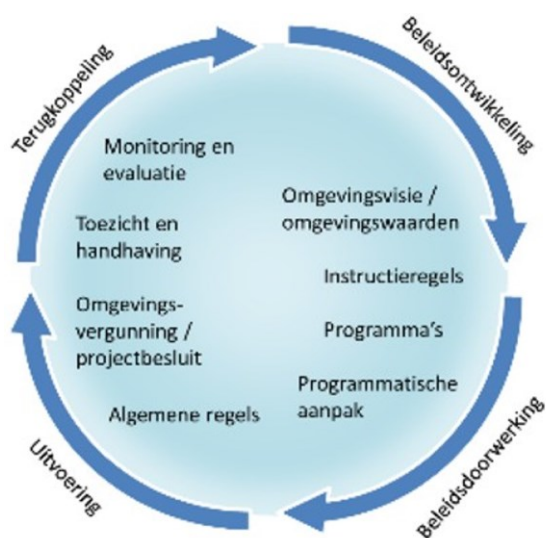 Terugkoppeling
Beleidsontwikkeling
Monitoring en
evaluatie
Omgevingsvisie /
omgevingswaarden
Toezicht en
handhaving
Instructieregels
Omgevings-
vergunning /
projectbesluit
Programma's
Programmatische
aanpak
Algemene regels
Uitvoering
Beleidsdoorwerking